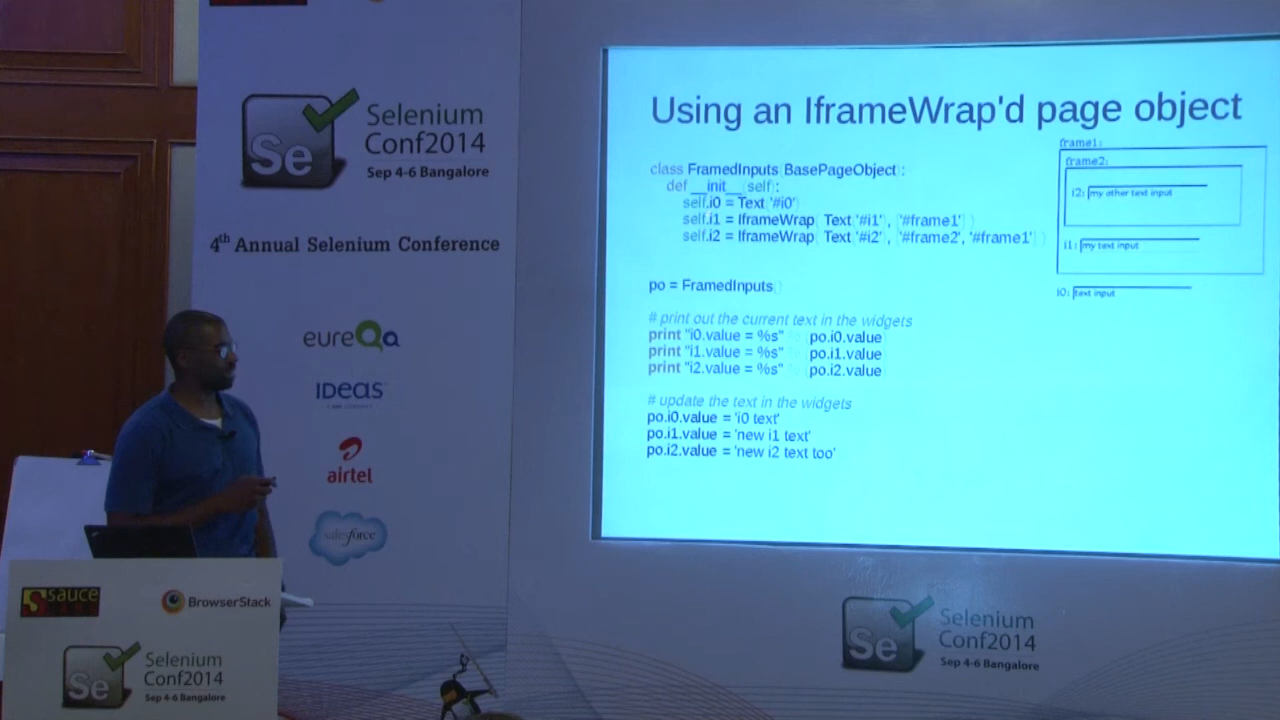 Se
Selenium
Conf2014
Sep 4-6 Bangalore
4th Annual Selenium Conference
eureQa
IDeaS
airtel
salesforce
Using an IframeWrap'd page object
class FramedInputs(BasePageObject):
def __init__(self):
self.i0 = Text('#i0')
self.i1 = IframeWrap( Text('#i1'), ['#frame1'] )
self.i2 = IframeWrap( Text('#i2'), ['#frame2', '#frame1'] )
po = FramedInputs()
# print out the current text in the widgets
print "i0.value = %s" % (po.i0.value)
print "i1.value = %s" % (po.i1.value)
print "i2.value = %s" % (po.i2.value)
# update the text in the widgets
po.i0.value = 'i0 text'
po.i1.value = 'new i1 text'
po.i2.value = 'new i2 text too'
frame1:
frame2:
i2: my other text input
i1: my text input
i0: text input
SAUCE
LABS
BrowserStack
Se
Selenium
Conf2014
Sep 4-6 Bangalore
Se
Selenium
Conf2014
Sep 4-6 Bangalore